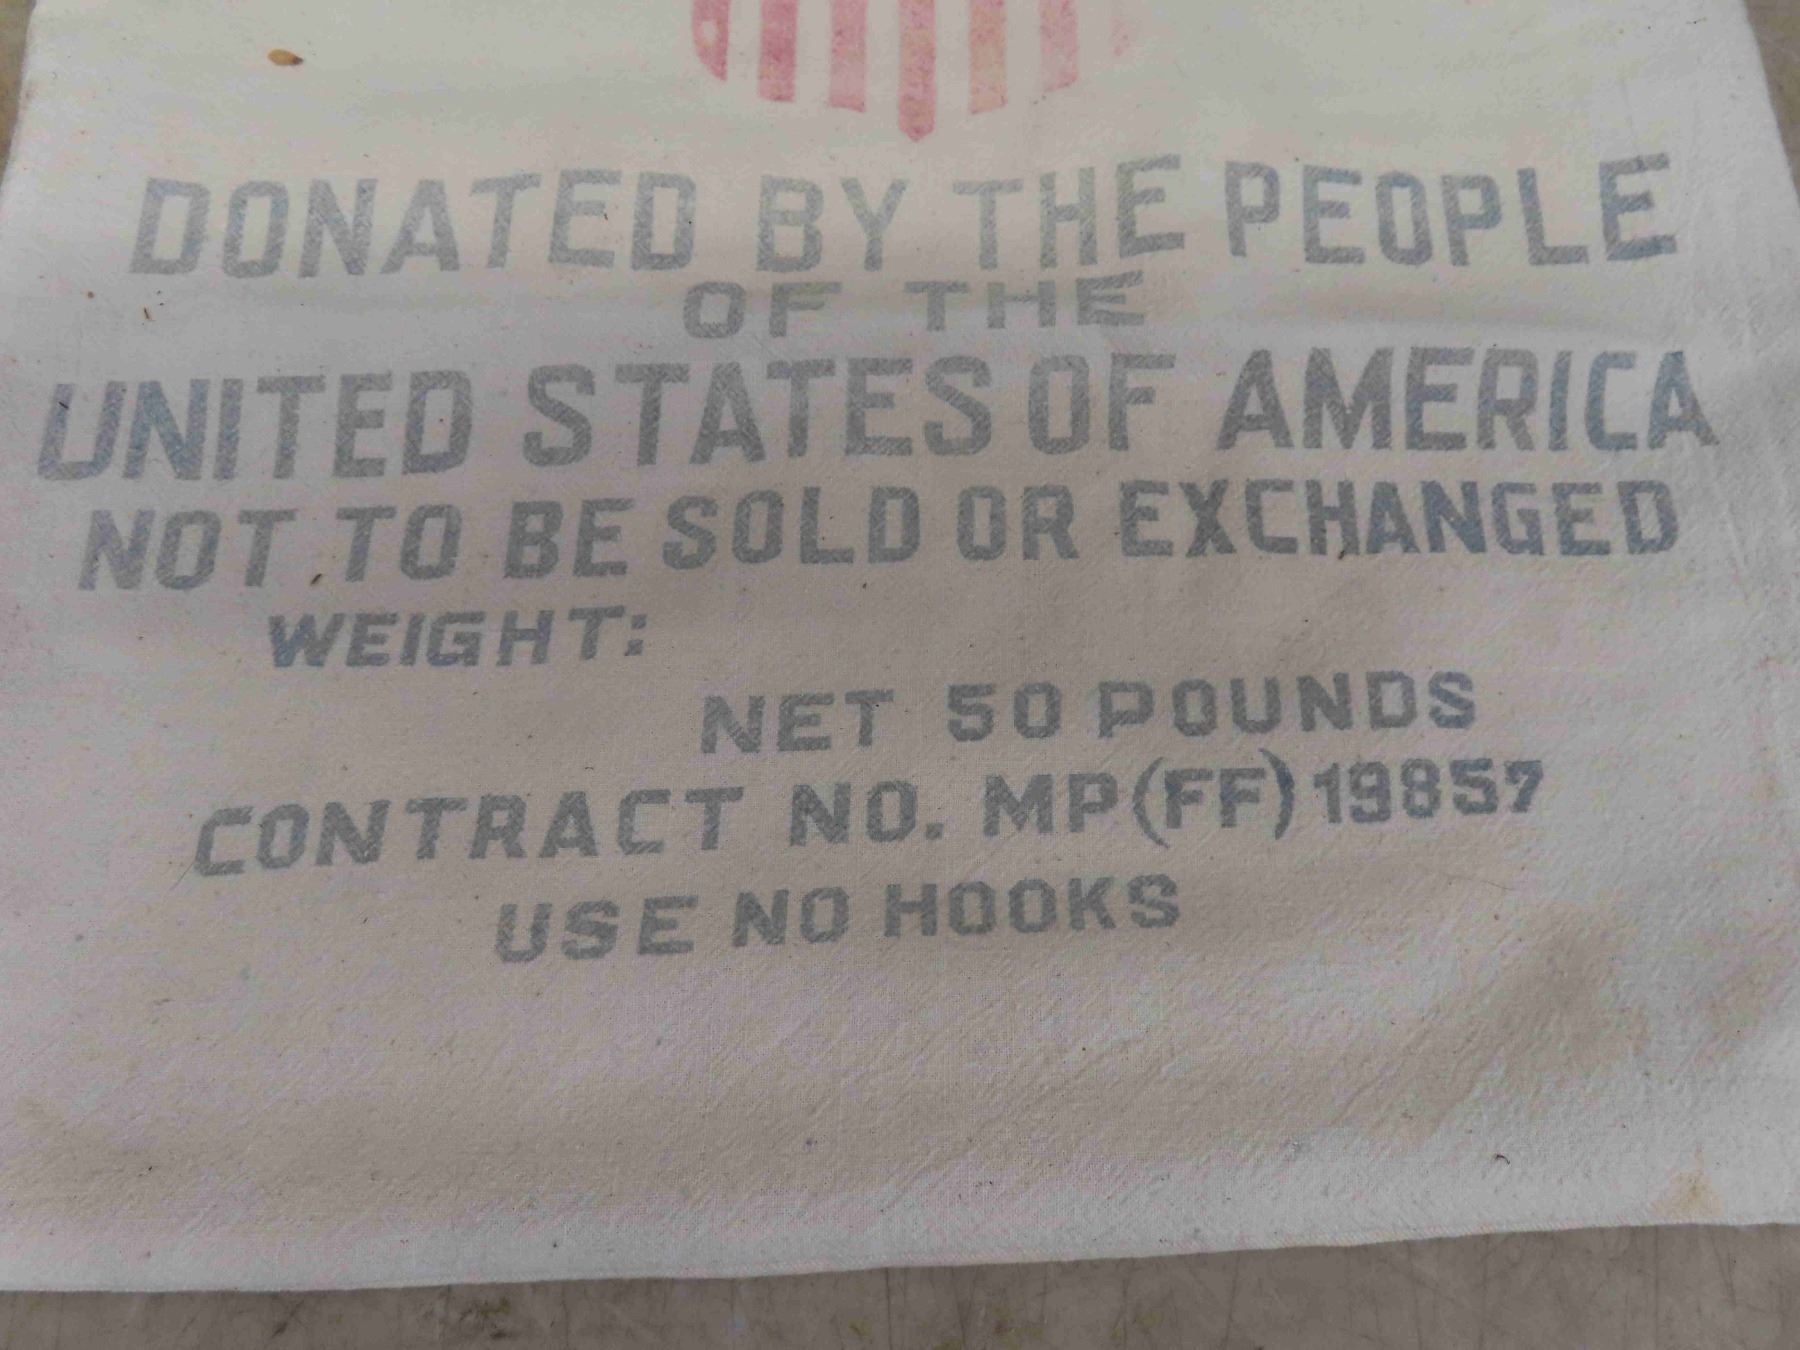 DONATED BY THE PEOPLE
OF THE
UNITED STATES OF AMERICA
NOT TO BE SOLD OR EXCHANGED
WEIGHT:
NET 50 POUNDS
CONTRACT NO. MP(FF)19857
USE NO HOOKS